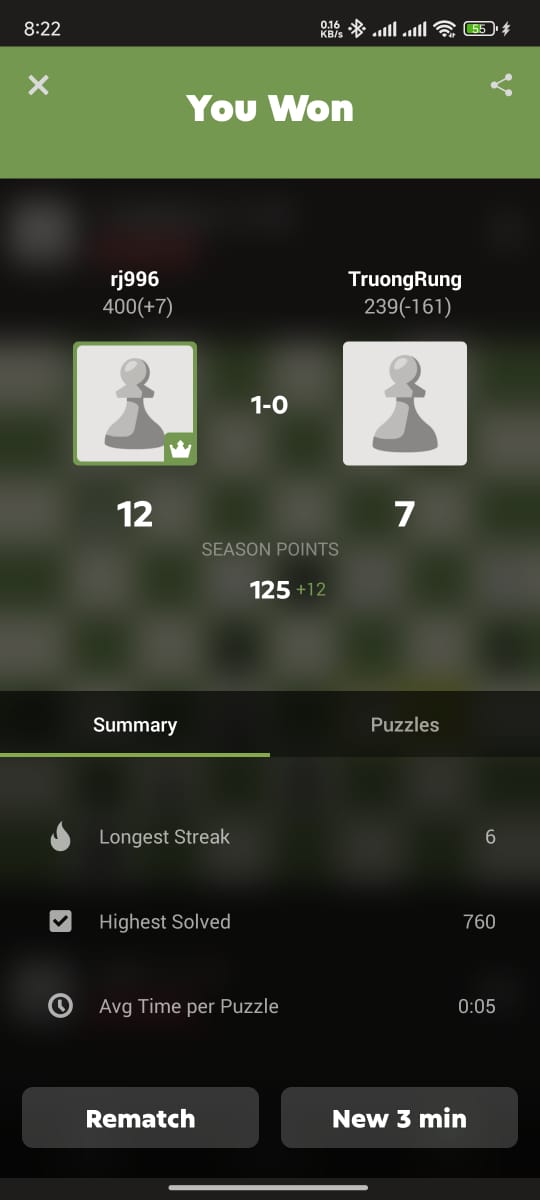 8:22
0.16
KB/s
55
You Won
rj996
TruongRung
400(+7)
239(-161)
1-0
12
7
SEASON POINTS
125 +12
Summary
Puzzles
Longest Streak
6
Highest Solved
760
Avg Time per Puzzle
0:05
Rematch
New 3 min